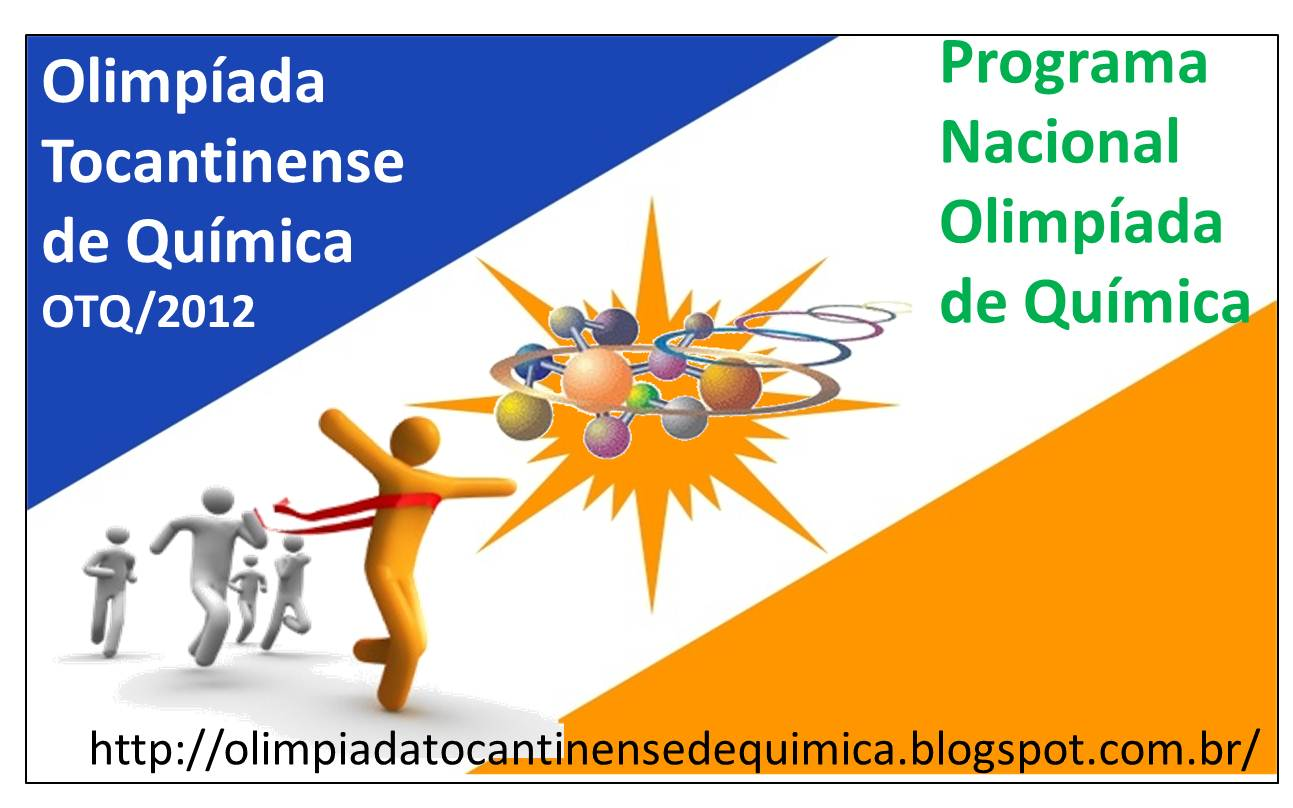 Olimpíada
Tocantinense
de Química
OTQ/2012
Programa
Nacional
Olimpíada
de Química
http://olimpiadatocantinensedequimica.blogspot.com.br/